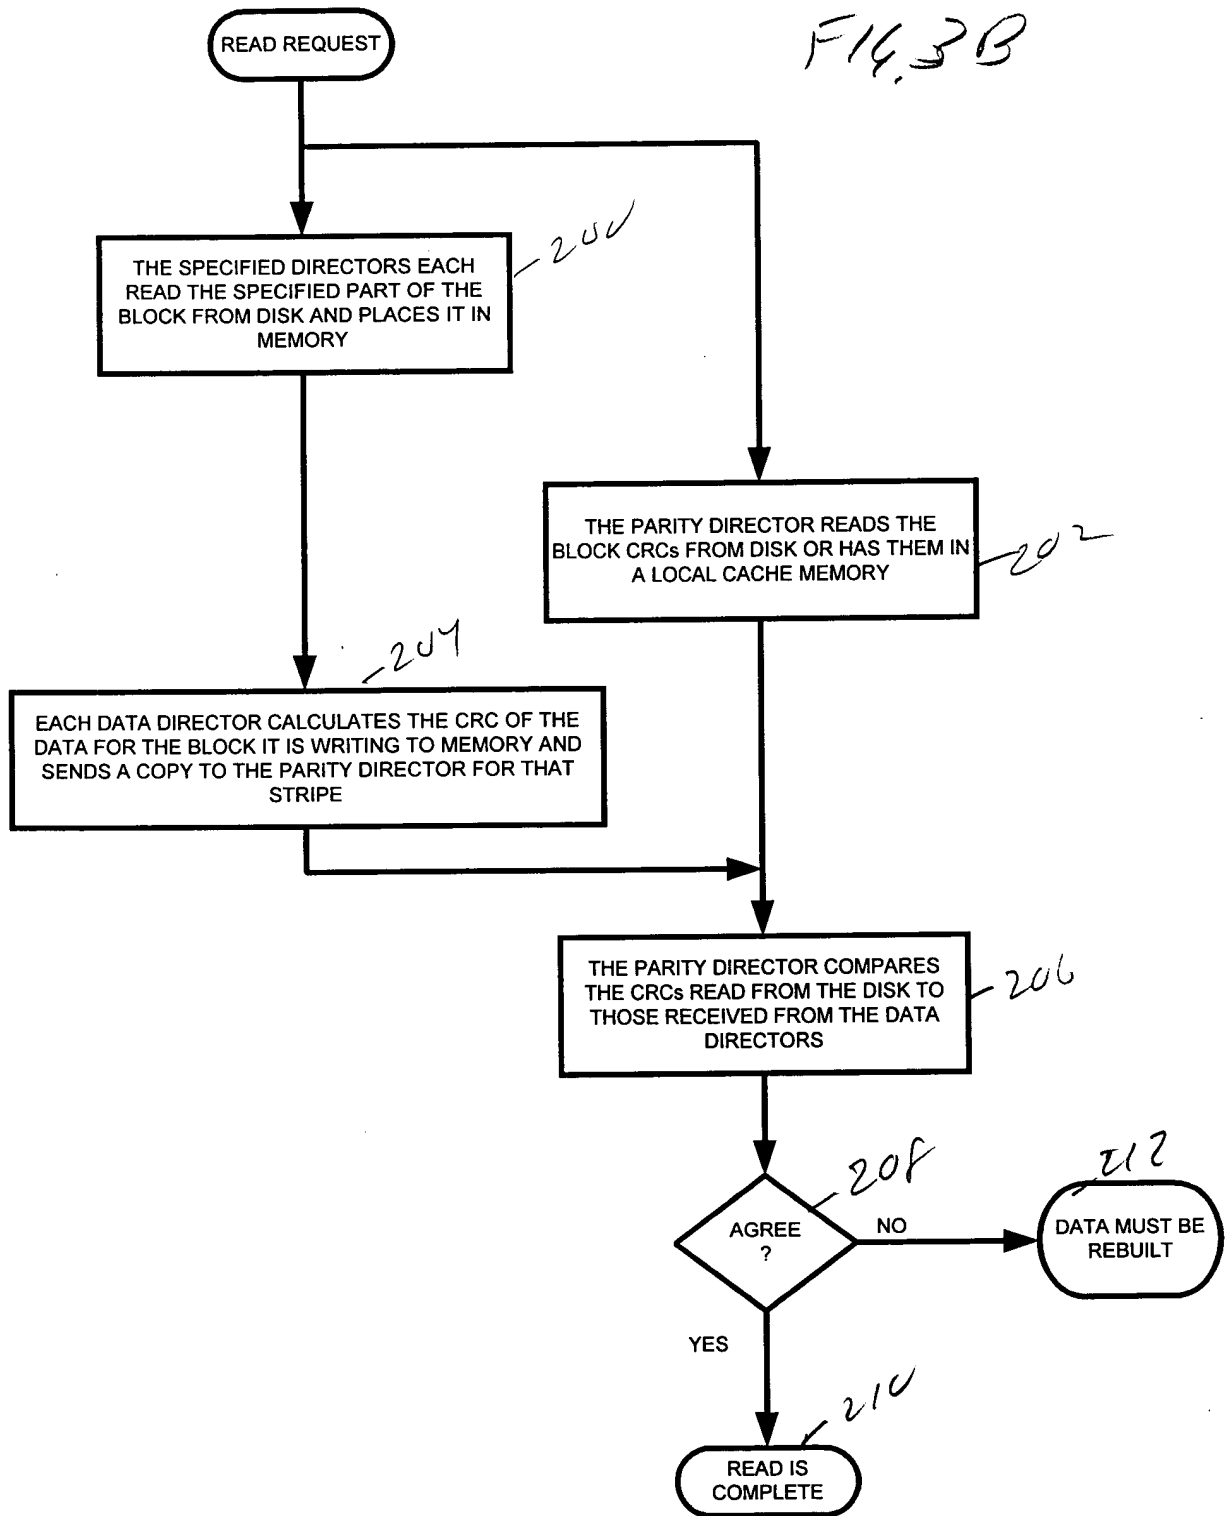 FIG. 3B
READ REQUEST
200
THE SPECIFIED DIRECTORS EACH
READ THE SPECIFIED PART OF THE
BLOCK FROM DISK AND PLACES IT IN
MEMORY
THE PARITY DIRECTOR READS THE
BLOCK CRCs FROM DISK OR HAS THEM IN
A LOCAL CACHE MEMORY
202
204
EACH DATA DIRECTOR CALCULATES THE CRC OF THE
DATA FOR THE BLOCK IT IS WRITING TO MEMORY AND
SENDS A COPY TO THE PARITY DIRECTOR FOR THAT
STRIPE
THE PARITY DIRECTOR COMPARES
THE CRCs READ FROM THE DISK TO
THOSE RECEIVED FROM THE DATA
DIRECTORS
206
208
AGREE
?
NO
212
DATA MUST BE
REBUILT
YES
210
READ IS
COMPLETE